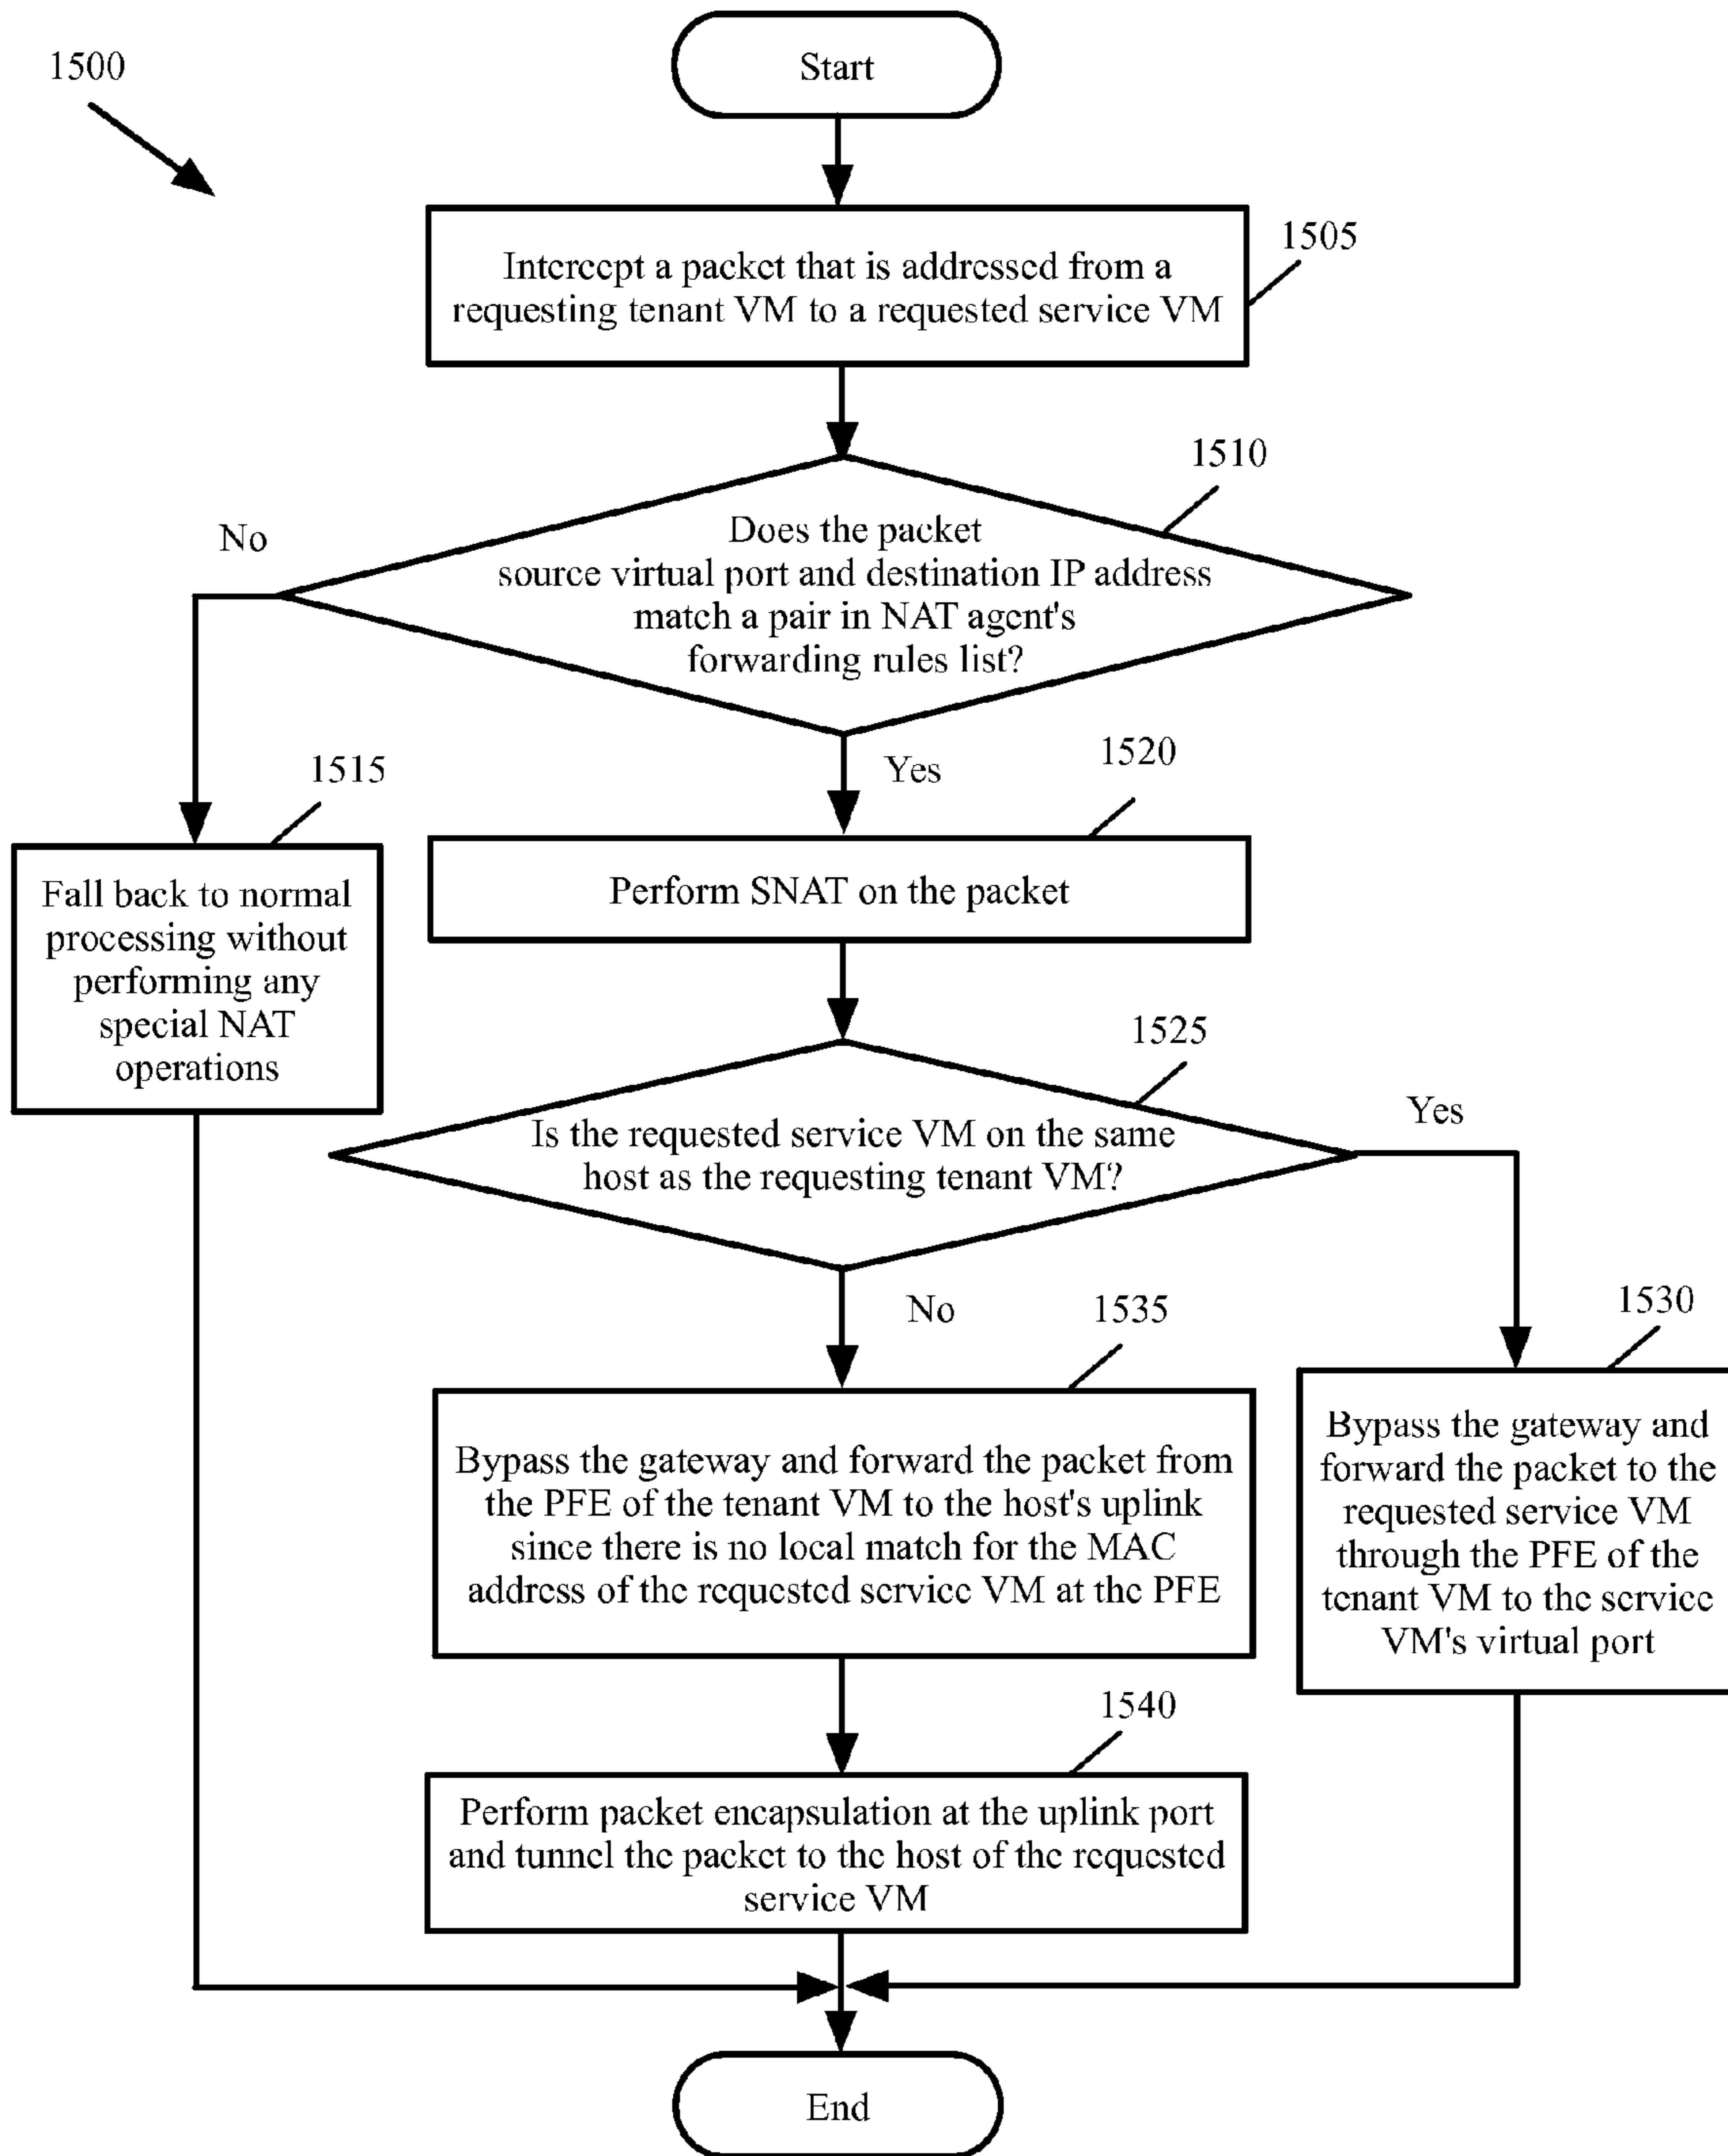 1500
Start
1505
Intercept a packet that is addressed from a
requesting tenant VM to a requested service VM
1510
No
Does the packet
source virtual port and destination IP address
match a pair in NAT agent's
forwarding rules list?
1515
Yes
1520
Fall back to normal
processing without
performing any
special NAT
operations
Perform SNAT on the packet
1525
Yes
Is the requested service VM on the same
host as the requesting tenant VM?
No
1535
1530
Bypass the gateway and forward the packet from
the PFE of the tenant VM to the host's uplink
since there is no local match for the MAC
address of the requested service VM at the PFE
Bypass the gateway and
forward the packet to the
requested service VM
through the PFE of the
tenant VM to the service
VM's virtual port
1540
Perform packet encapsulation at the uplink port
and tunnel the packet to the host of the requested
service VM
End